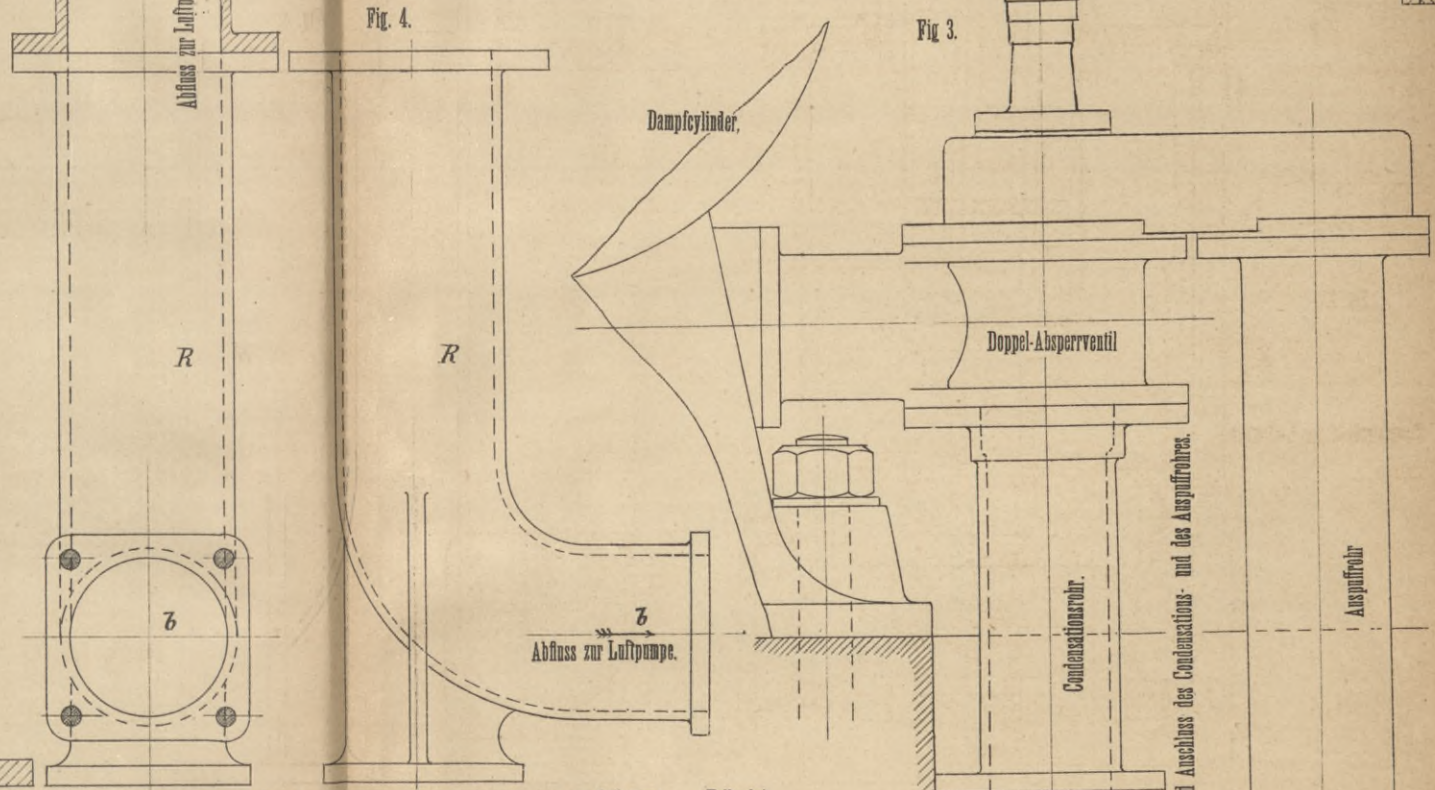 Abfluss zur
Fig. 4.
Fig 3.
Dampfcylinder,
Doppel-Absperrventil
R
R
b
b
Abfluss zur Luftpumpe.
Condensationsrohr.
Anschluss des Condensations- und des Auspuffrohres.
Auspuffrohr